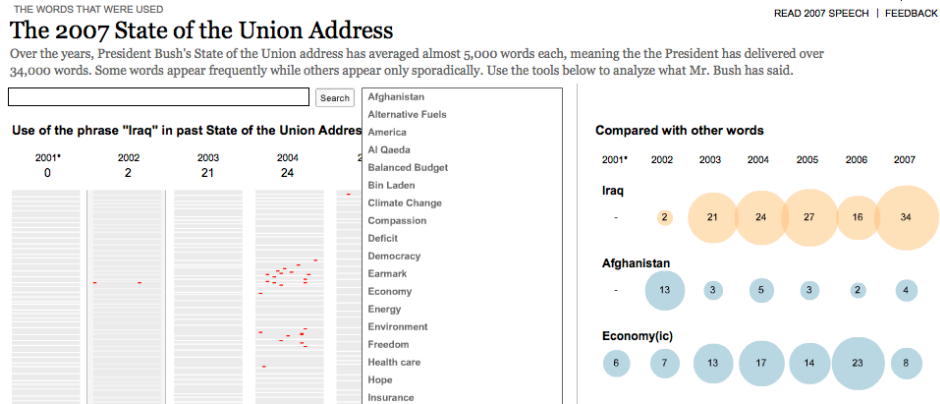 THE WORDS THAT WERE USED
READ 2007 SPEECH | FEEDBACK
The 2007 State of the Union Address
Over the years, President Bush's State of the Union address has averaged almost 5,000 words each, meaning the the President has delivered over
34,000 words. Some words appear frequently while others appear only sporadically. Use the tools below to analyze what Mr. Bush has said.
Search
Use of the phrase "Iraq" in past State of the Union Addres
2001* 2002 2003 2004 2
0 2 21 24
Afghanistan
Alternative Fuels
America
Al Qaeda
Balanced Budget
Bin Laden
Climate Change
Compassion
Deficit
Democracy
Earmark
Economy
Energy
Environment
Freedom
Health care
Hope
Insurance
Compared with other words
2001* 2002 2003 2004 2005 2006 2007
Iraq
- 2 21 24 27 16 34
Afghanistan
- 13 3 5 3 2 4
Economy(ic)
6 7 13 17 14 23 8